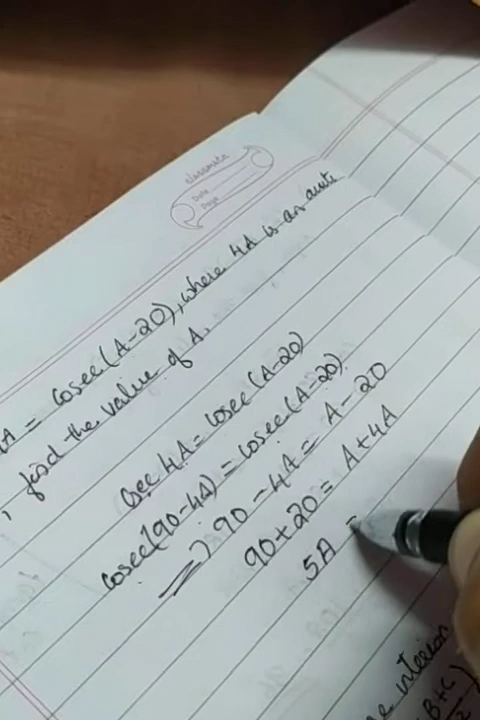 classmate
Date
Page
A = cosec(A-20), where 4A is an acute
, find the value of A.
Sec 4A = cosec (A-20)
cosec(90-4A) = cosec(A-20)
=> 90 - 4A = A - 20
90+20 = A+4A
5A =
B+C
2